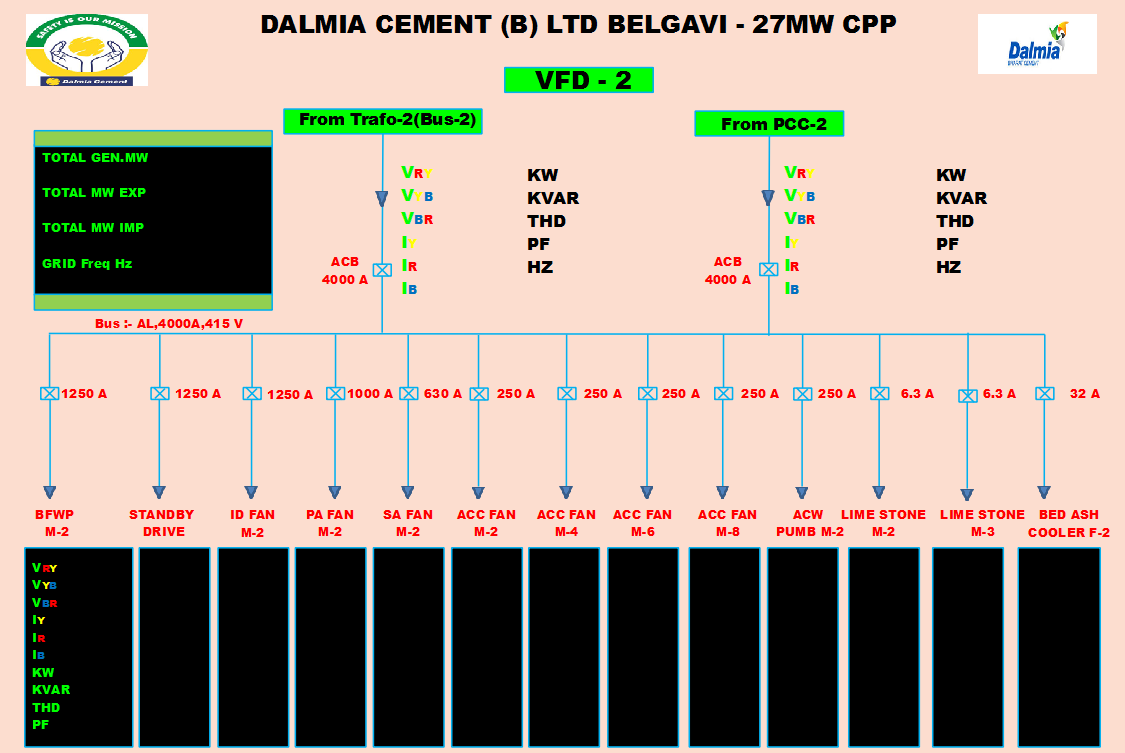 SAFETY IS OUR MISSION
Dalmia Cement
DALMIA CEMENT (B) LTD BELGAVI - 27MW CPP
Dalmia
VFD - 2
From Trafo-2(Bus-2)
From PCC-2
TOTAL GEN.MW
TOTAL MW EXP
TOTAL MW IMP
GRID Freq Hz
VRY
VYB
VBR
IY
IR
IB
KW
KVAR
THD
PF
HZ
ACB
4000 A
VRY
VYB
VBR
IY
IR
IB
KW
KVAR
THD
PF
HZ
ACB
4000 A
Bus :- AL,4000A,415 V
1250 A 1250 A 1250 A 1000 A 630 A 250 A 250 A 250 A 250 A 250 A 6.3 A 6.3 A 32 A
BFWP
M-2
STANDBY
DRIVE
ID FAN
M-2
PA FAN
M-2
SA FAN
M-2
ACC FAN
M-2
ACC FAN
M-4
ACC FAN
M-6
ACC FAN
M-8
ACW
PUMB M-2
LIME STONE
M-2
LIME STONE
M-3
BED ASH
COOLER F-2
VRY
VYB
VBR
IY
IR
IB
KW
KVAR
THD
PF